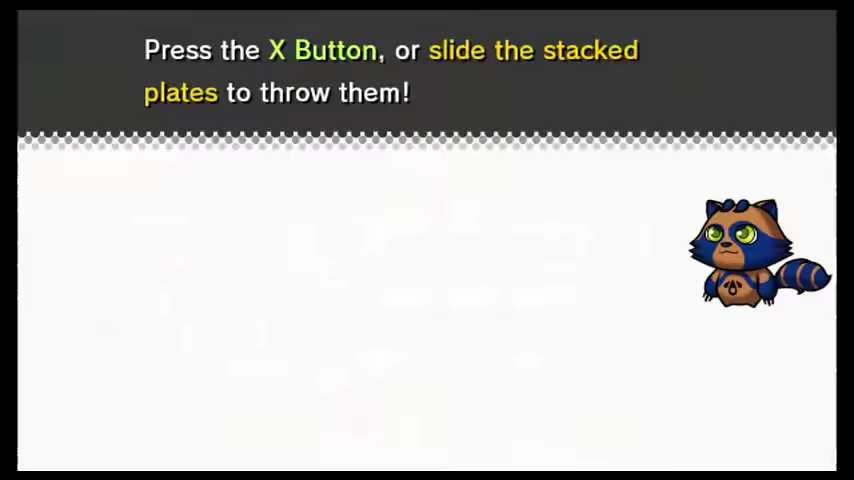 Press the X Button, or slide the stacked
plates to throw them!